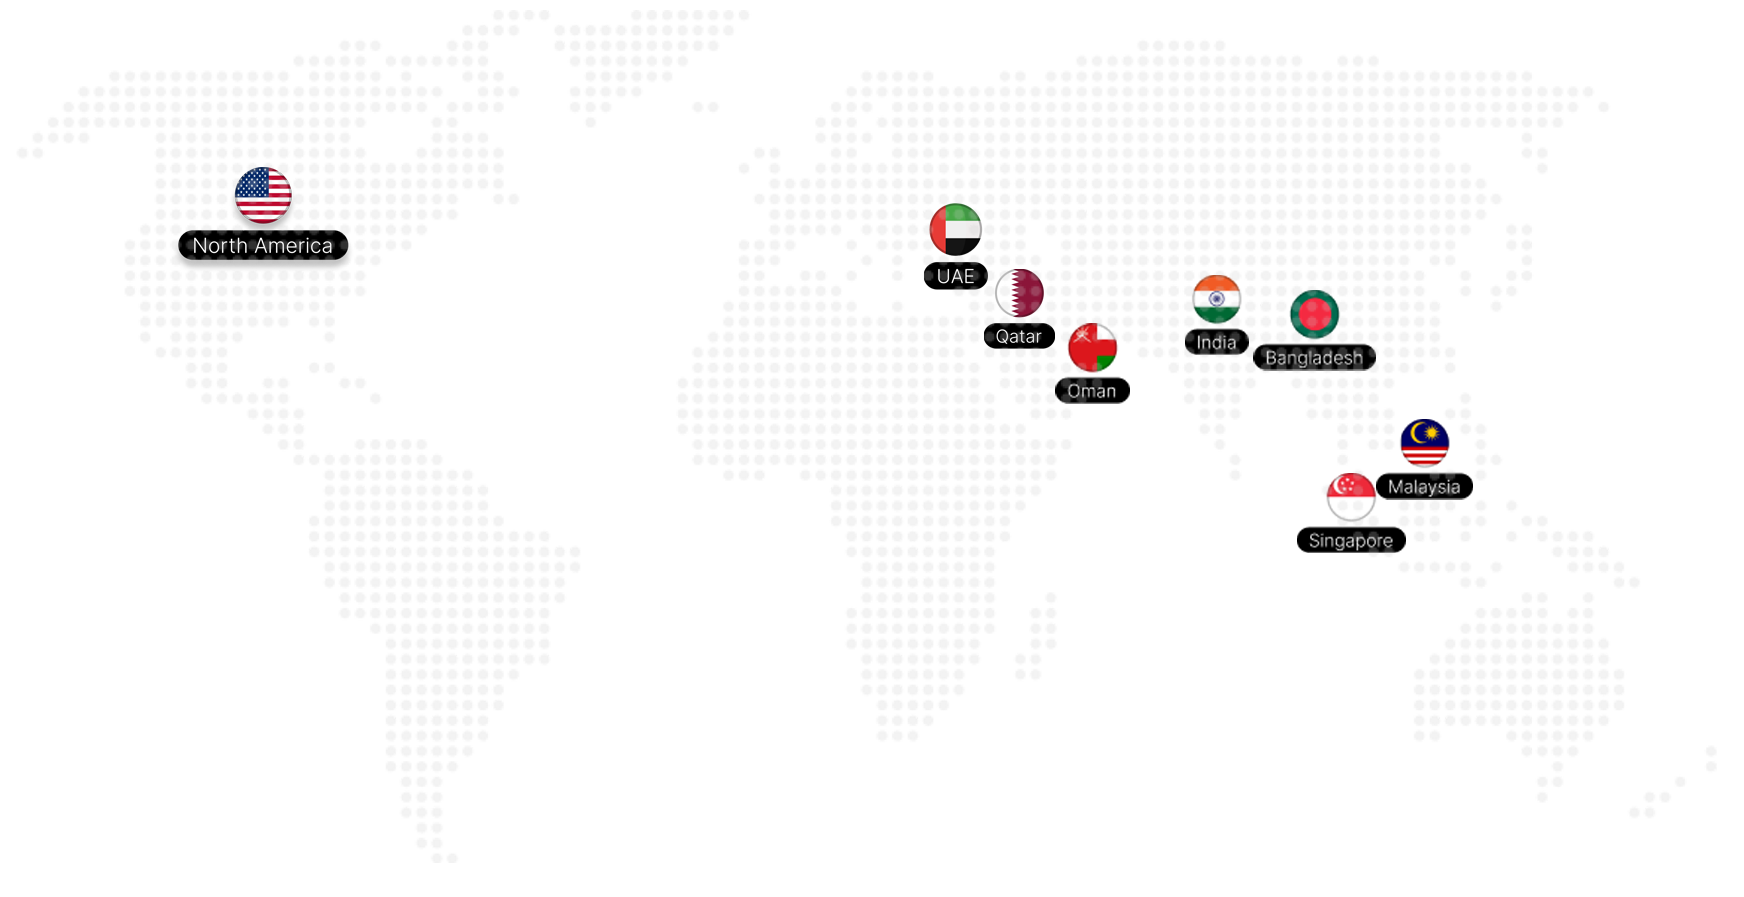 North America
UAE
Qatar
Oman
India
Bangladesh
Malaysia
Singapore